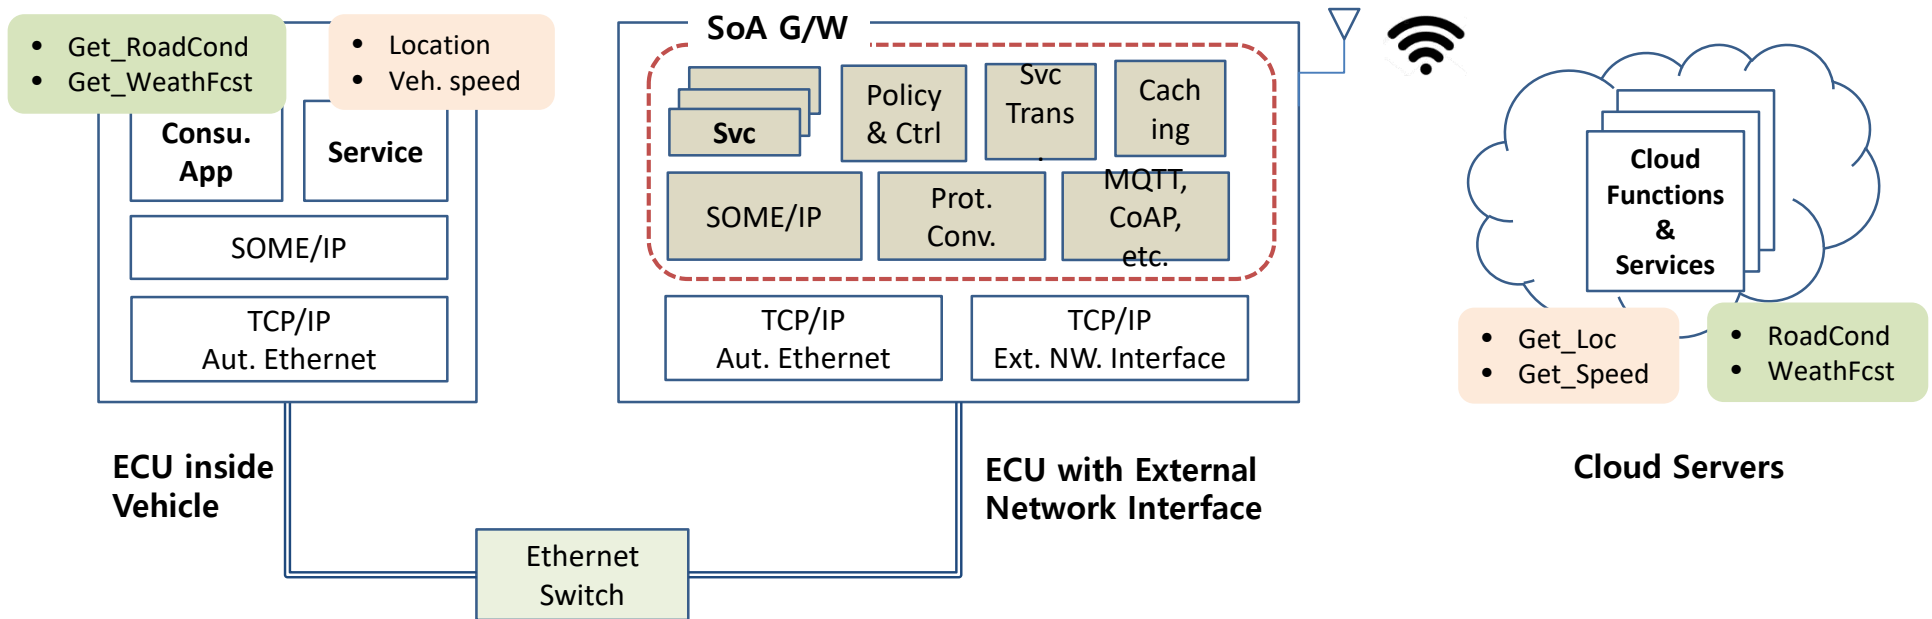 • Get_RoadCond
• Get_WeathFcst
• Location
• Veh. speed
Consu.
App
Service
SOME/IP
TCP/IP
Aut. Ethernet
ECU inside
Vehicle
SoA G/W
Svc
Policy
& Ctrl
Svc
Trans
.
Cach
ing
SOME/IP
Prot.
Conv.
MQTT,
CoAP,
etc.
TCP/IP
Aut. Ethernet
TCP/IP
Ext. NW. Interface
ECU with External
Network Interface
Ethernet
Switch
Cloud
Functions
&
Services
• Get_Loc
• Get_Speed
• RoadCond
• WeathFcst
Cloud Servers